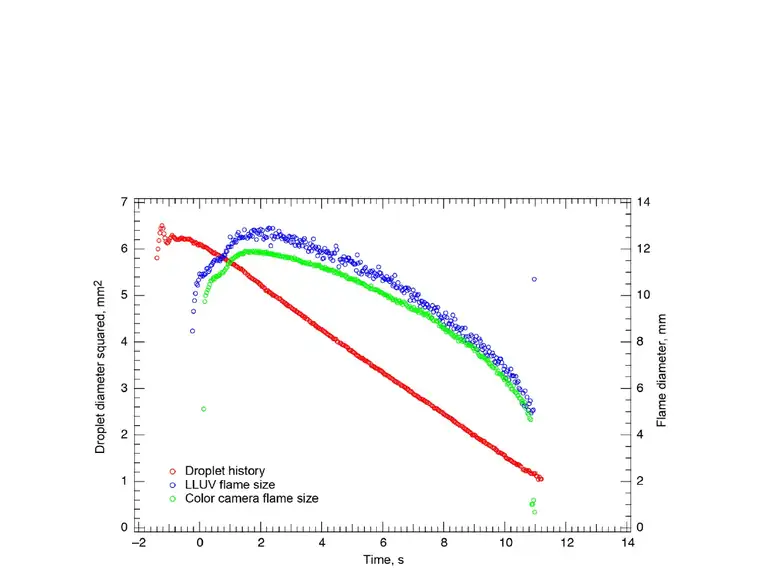 7
6
5
4
3
2
1
0
Droplet diameter squared, mm2
14
12
10
8
6
4
2
0
Flame diameter, mm
Droplet history
LLUV flame size
Color camera flame size
−2 0 2 4 6 8 10 12 14
Time, s